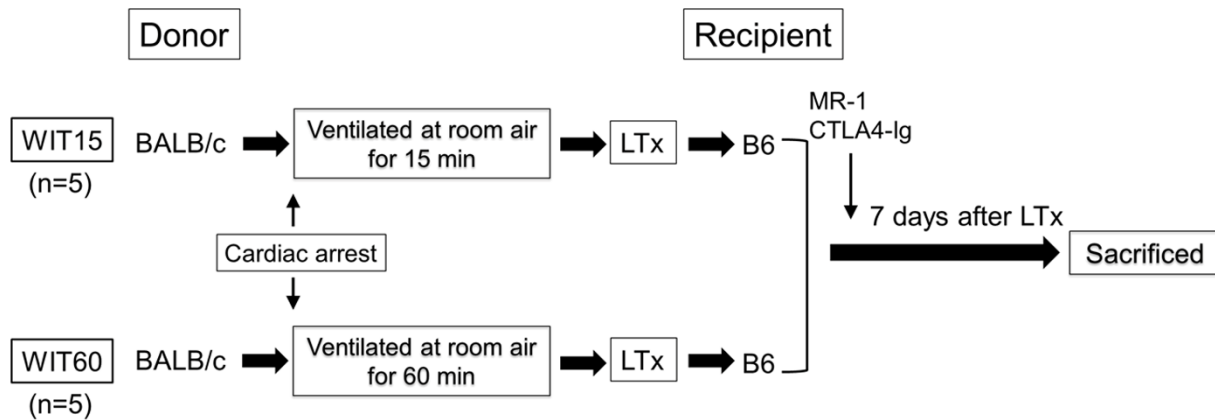 Donor
Recipient
WIT15
(n=5)
BALB/c
Ventilated at room air
for 15 min
LTx
B6
MR-1
CTLA4-Ig
Cardiac arrest
7 days after LTx
Sacrificed
WIT60
(n=5)
BALB/c
Ventilated at room air
for 60 min
LTx
B6